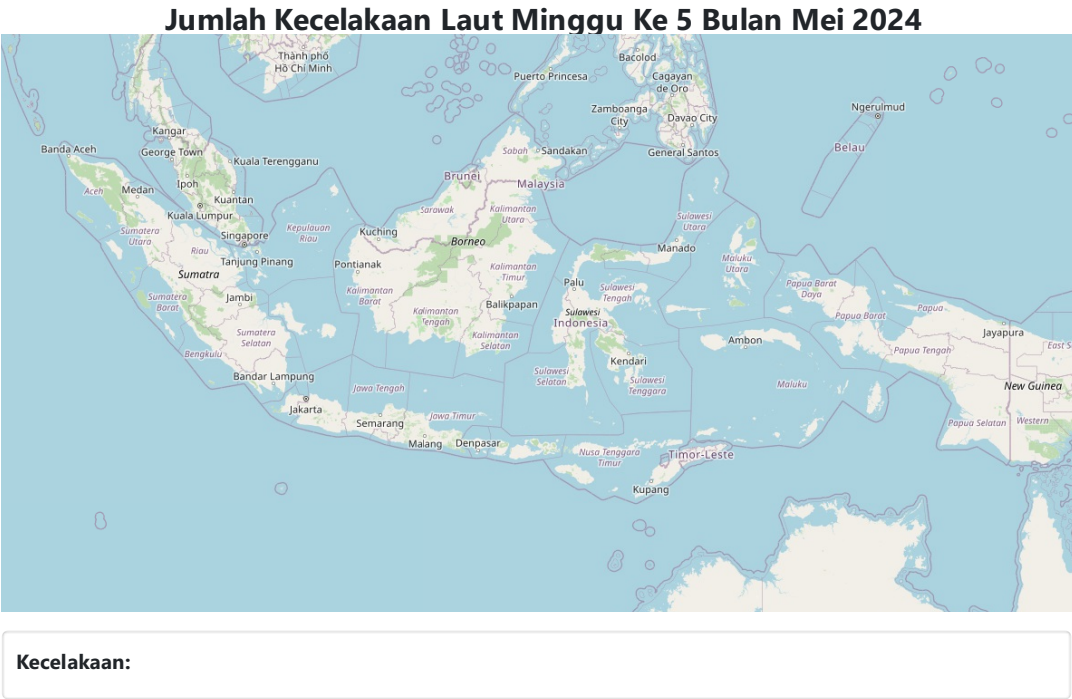 Jumlah Kecelakaan Laut Minggu Ke 5 Bulan Mei 2024
Thành phố
Hồ Chí Minh
Bacolod
Puerto Princesa
Cagayan
de Oro
Zamboanga
City
Davao City
Ngerulmud
Kangar
Banda Aceh
George Town
Kuala Terengganu
Sabah
Sandakan
General Santos
Belau
Brunei
Malaysia
Aceh
Medan
Ipoh
Kuantan
Kuala Lumpur
Sarawak
Kalimantan
Utara
Sulawesi
Utara
Sumatera
Utara
Singapore
Kepulauan
Riau
Kuching
Borneo
Manado
Riau
Tanjung Pinang
Pontianak
Maluku
Utara
Sumatra
Kalimantan
Timur
Palu
Papua Barat
Daya
Sumatera
Barat
Jambi
Kalimantan
Barat
Sulawesi
Tengah
Balikpapan
Kalimantan
Tengah
Sulawesi
Indonesia
Papua Barat
Papua
Sumatera
Selatan
Kalimantan
Selatan
Ambon
Jayapura
East S
Bengkulu
Papua Tengah
Kendari
Bandar Lampung
Sulawesi
Selatan
Sulawesi
Tenggara
Maluku
New Guinea
Jawa Tengah
Jakarta
Semarang
Jawa Timur
Papua Selatan
Western
Malang
Denpasar
Nusa Tenggara
Timur
Timor-Leste
Kupang
Kecelakaan: